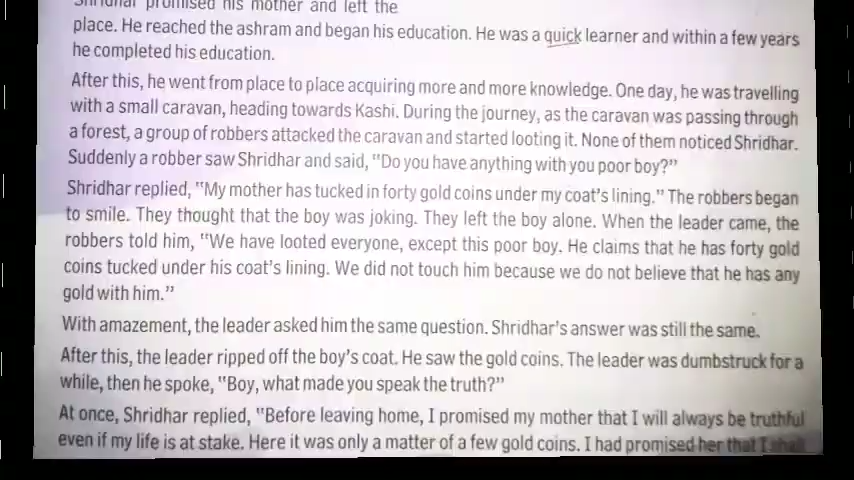 Shridhar promised his mother and left the
place. He reached the ashram and began his education. He was a quick learner and within a few years
he completed his education.
After this, he went from place to place acquiring more and more knowledge. One day, he was travelling
with a small caravan, heading towards Kashi. During the journey, as the caravan was passing through
a forest, a group of robbers attacked the caravan and started looting it. None of them noticed Shridhar.
Suddenly a robber saw Shridhar and said, "Do you have anything with you poor boy?"
Shridhar replied, "My mother has tucked in forty gold coins under my coat's lining." The robbers began
to smile. They thought that the boy was joking. They left the boy alone. When the leader came, the
robbers told him, "We have looted everyone, except this poor boy. He claims that he has forty gold
coins tucked under his coat's lining. We did not touch him because we do not believe that he has any
gold with him."
With amazement, the leader asked him the same question. Shridhar's answer was still the same.
After this, the leader ripped off the boy's coat. He saw the gold coins. The leader was dumbstruck for a
while, then he spoke, "Boy, what made you speak the truth?"
At once, Shridhar replied, "Before leaving home, I promised my mother that I will always be truthful
even if my life is at stake. Here it was only a matter of a few gold coins. I had promised her that I shall